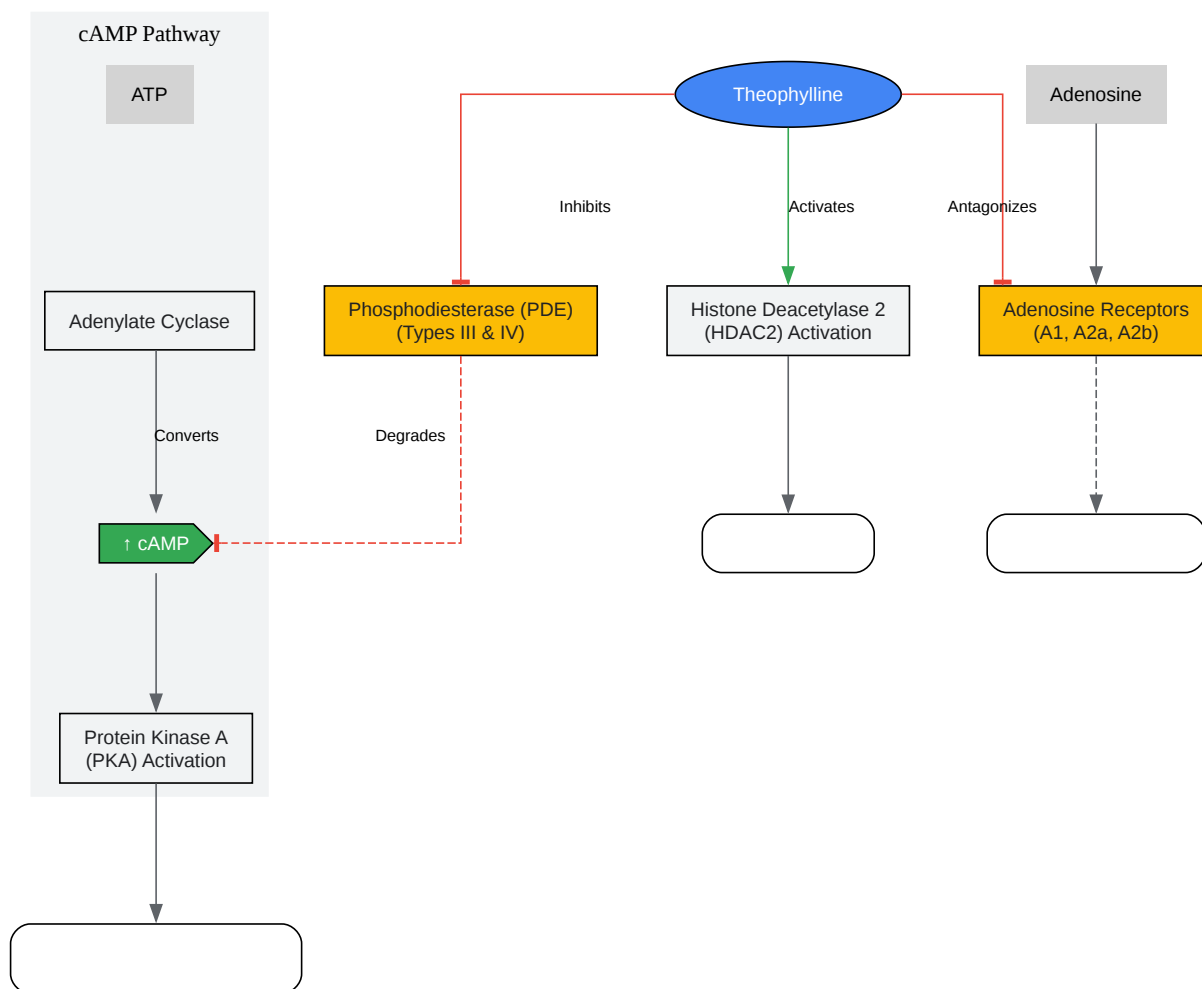 cAMP Pathway
ATP
Theophylline
Adenosine
Inhibits
Activates
Antagonizes
Adenylate Cyclase
Phosphodiesterase (PDE)
(Types III & IV)
Histone Deacetylase 2
(HDAC2) Activation
Adenosine Receptors
(A1, A2a, A2b)
Converts
Degrades
↑ cAMP
Protein Kinase A
(PKA) Activation